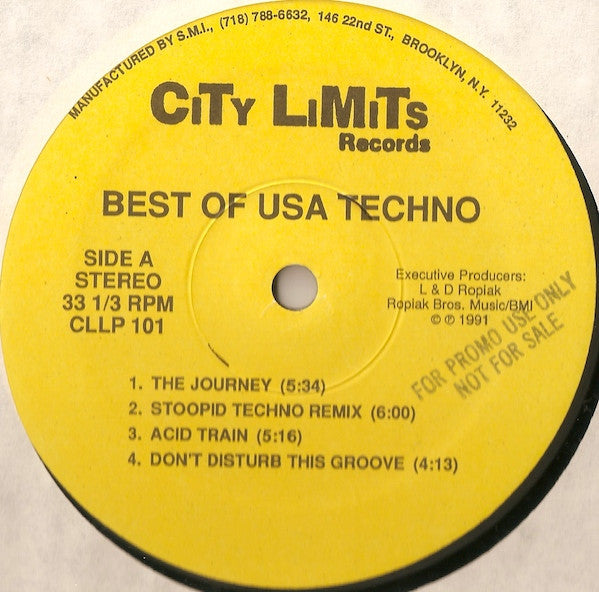 MANUFACTURED BY S.M.I., (718) 788-6632, 146 22nd ST., BROOKLYN, N.Y. 11232
CiTy LiMiTs
Records
BEST OF USA TECHNO
SIDE A
STEREO
33 1/3 RPM
CLLP 101
Executive Producers:
L & D Ropiak
Ropiak Bros. Music/BMI
© ℗ 1991
FOR PROMO USE ONLY
NOT FOR SALE
1. THE JOURNEY (5:34)
2. STOOPID TECHNO REMIX (6:00)
3. ACID TRAIN (5:16)
4. DON'T DISTURB THIS GROOVE (4:13)